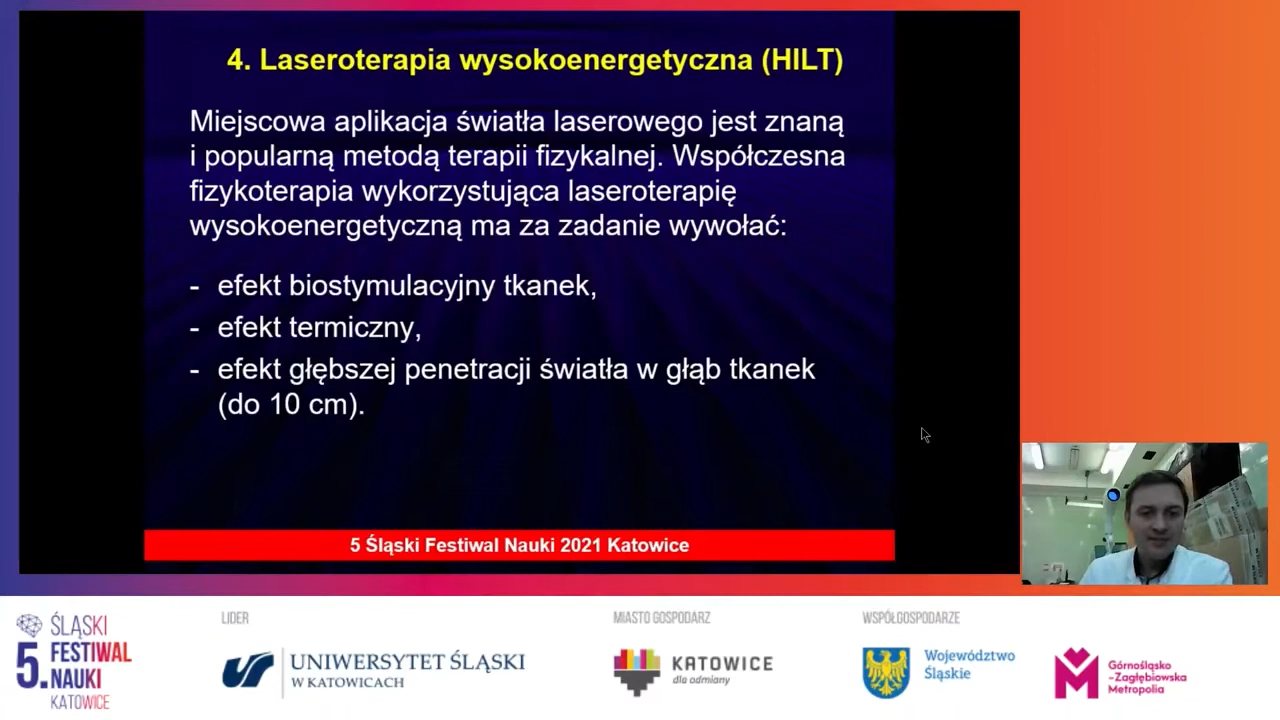 4. Laseroterapia wysokoenergetyczna (HILT)
Miejscowa aplikacja światła laserowego jest znaną
i popularną metodą terapii fizykalnej. Współczesna
fizykoterapia wykorzystująca laseroterapię
wysokoenergetyczną ma za zadanie wywołać:
- efekt biostymulacyjny tkanek,
- efekt termiczny,
- efekt głębszej penetracji światła w głąb tkanek
(do 10 cm).
5 Śląski Festiwal Nauki 2021 Katowice
5. ŚLĄSKI
FESTIWAL
NAUKI
KATOWICE
LIDER
UNIWERSYTET ŚLĄSKI
W KATOWICACH
MIASTO GOSPODARZ
KATOWICE
dla odmiany
WSPÓŁGOSPODARZE
Województwo
Śląskie
Górnośląsko
-Zagłębiowska
Metropolia